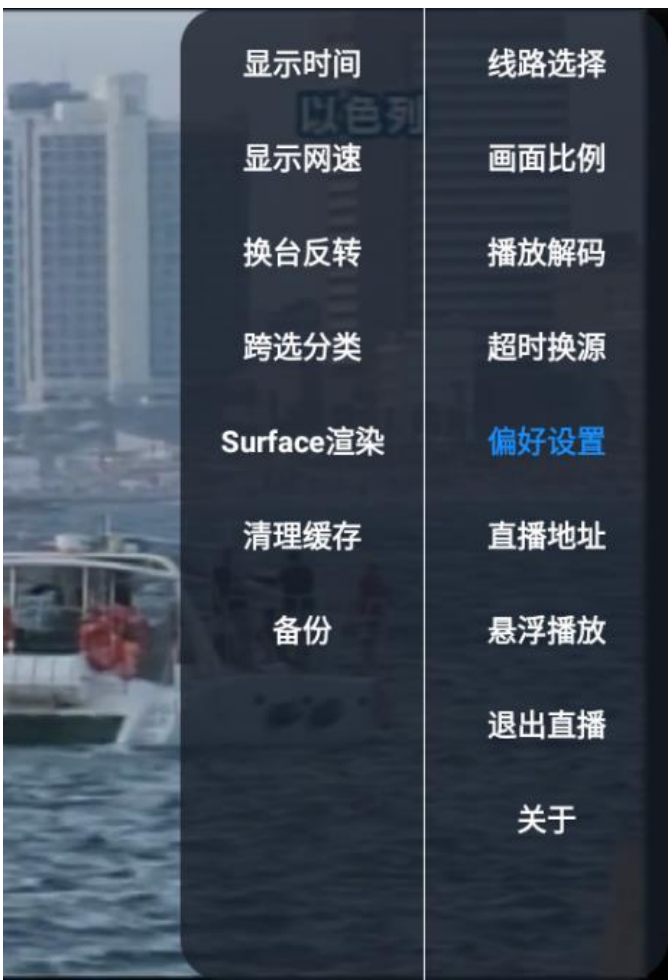 显示时间
显示网速
换台反转
跨选分类
Surface渲染
清理缓存
备份
线路选择
画面比例
播放解码
超时换源
偏好设置
直播地址
悬浮播放
退出直播
关于
以色列